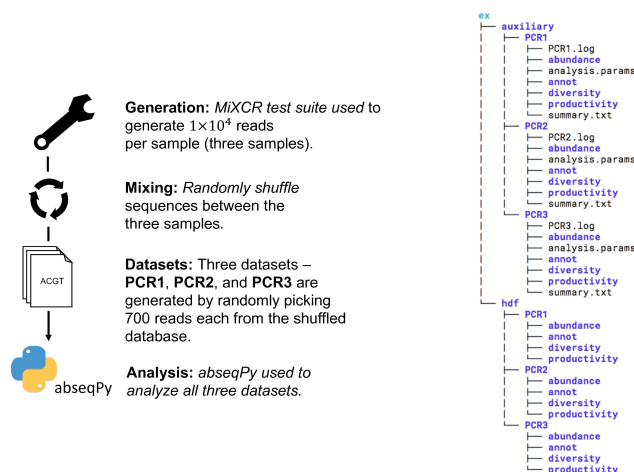 Generation: MiXCR test suite used to
generate 1×10⁴ reads
per sample (three samples).
Mixing: Randomly shuffle
sequences between the
three samples.
ACGT
Datasets: Three datasets –
PCR1, PCR2, and PCR3 are
generated by randomly picking
700 reads each from the shuffled
database.
abseqPy
Analysis: abseqPy used to
analyze all three datasets.
ex
auxiliary
PCR1
PCR1.log
abundance
analysis.params
annot
diversity
productivity
summary.txt
PCR2
PCR2.log
abundance
analysis.params
annot
diversity
productivity
summary.txt
PCR3
PCR3.log
abundance
analysis.params
annot
diversity
productivity
summary.txt
hdf
PCR1
abundance
annot
diversity
productivity
PCR2
abundance
annot
diversity
productivity
PCR3
abundance
annot
diversity
productivity